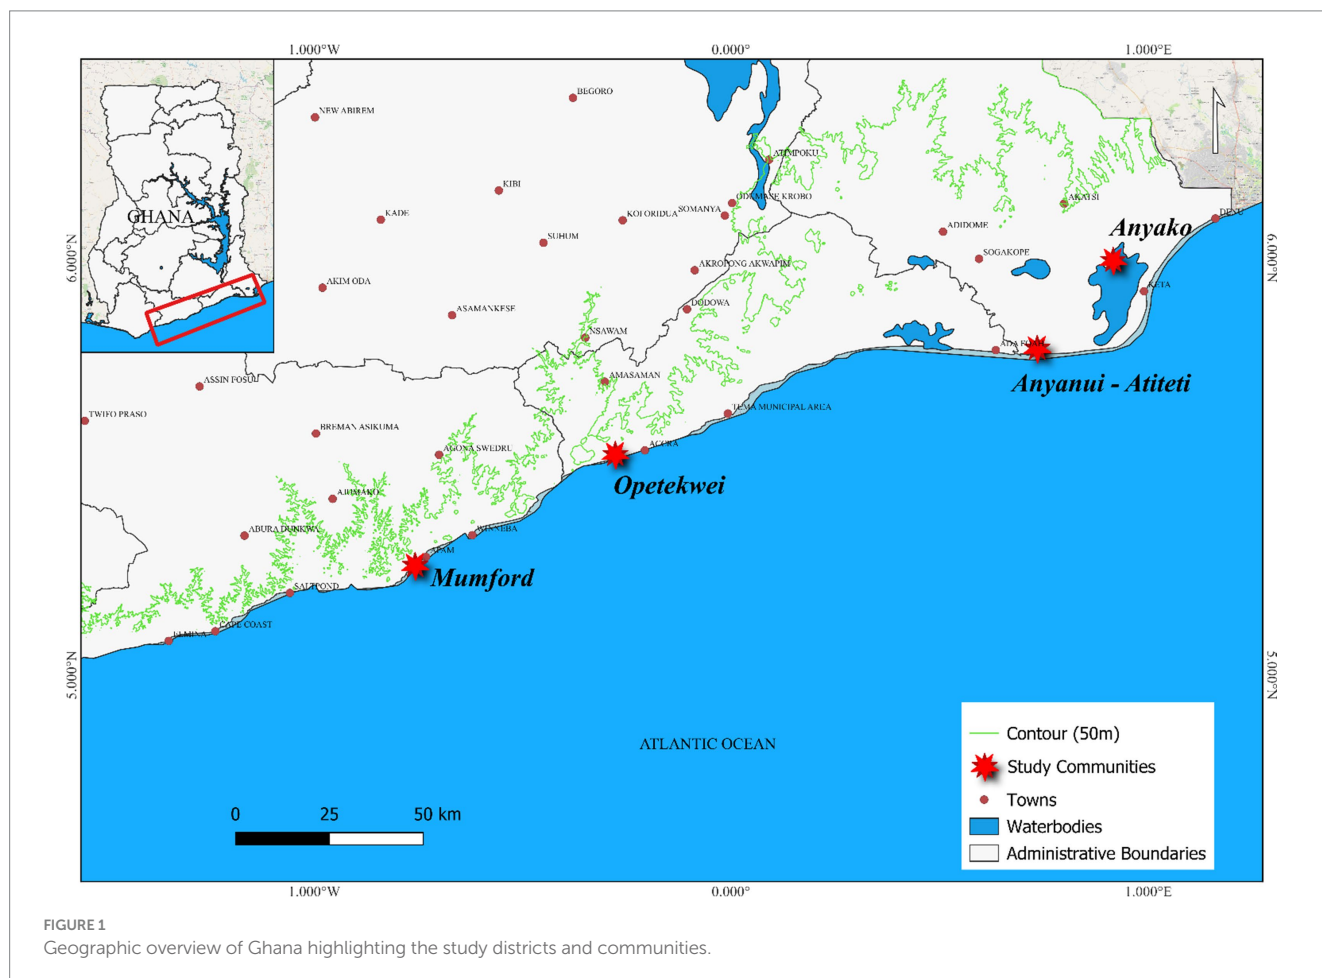 1.000°W 0.000° 1.000°E
BEGORO
NEW ABIREM
ATIMPOKU
KIBI
AKATSI
ODUMASE KROBO
SOMANYA
GHANA
KADE
KOFORIDUA
DENU
Anyako
ADIDOME
SUHUM
6.000°N
6.000°N
SOGAKOPE
AKROPONG AKWAPIM
AKIM ODA
KETA
DODOWA
ASAMANKESE
NSAWAM
ADA FOAH
AMASAMAN
ASSIN FOSU
Anyanui - Atiteti
TWIFO PRASO
TEMA MUNICIPAL AREA
BREMAN ASIKUMA
AGONA SWEDRU
ACCRA
Opetekwei
AJUMAKO
ABURA DUNKWA
WINNEBA
APAM
Mumford
SALTPOND
CAPE COAST
ELMINA
5.000°N
5.000°N
ATLANTIC OCEAN
Contour (50m)
Study Communities
Towns
Waterbodies
Administrative Boundaries
0 25 50 km
1.000°W 0.000° 1.000°E
FIGURE 1
Geographic overview of Ghana highlighting the study districts and communities.